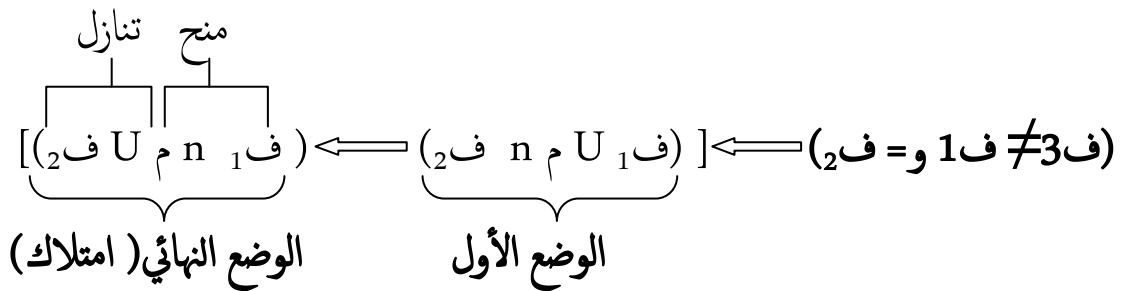 منح تنازل
(ف3≠ ف1 و= ف₂) ⇐ [ (ف₁ U م n ف₂) ⇐ ( ف₁ n م U ف₂)]
الوضع الأول الوضع النهائي( امتلاك)